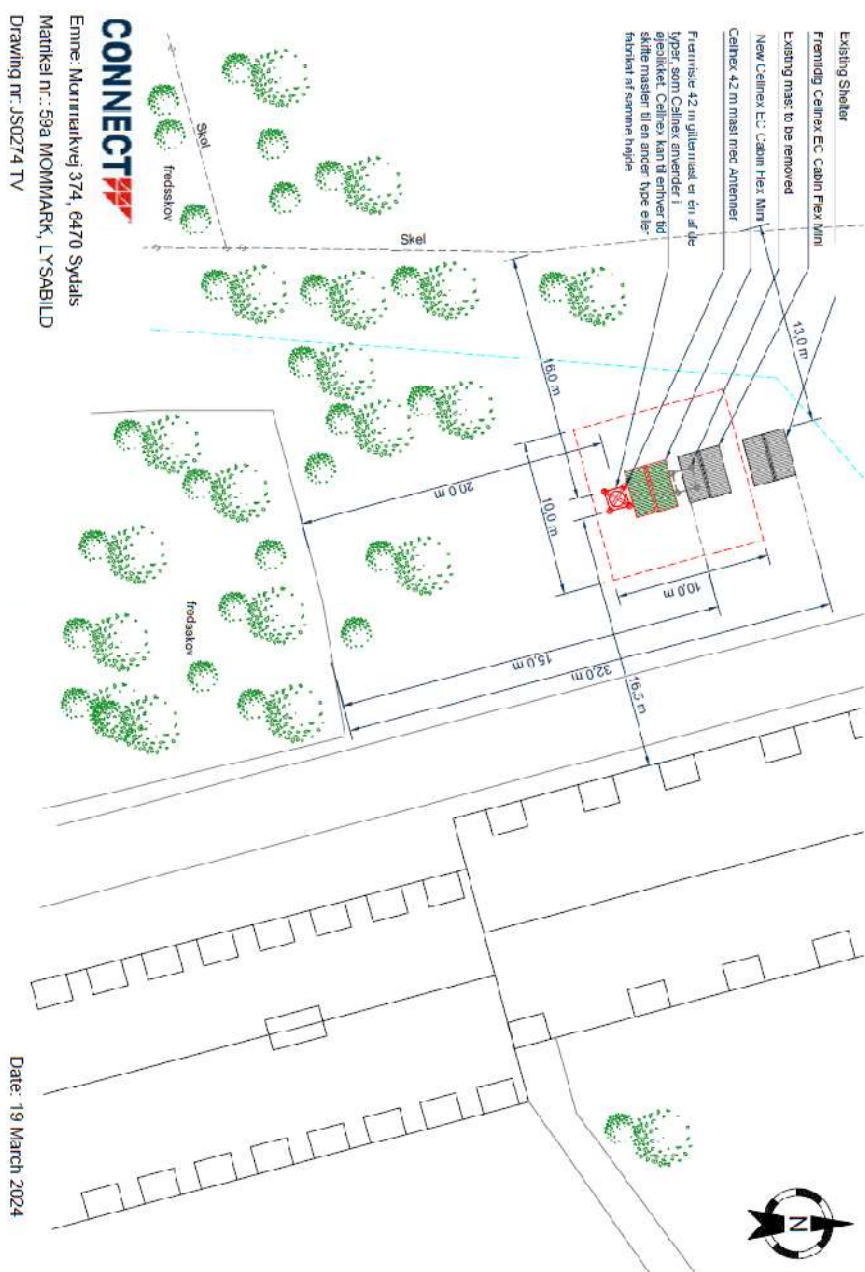 Existing Shelter
Fremtidig Cellnex EC Cabin Flex Mini
Existing mast to be removed
New Cellnex EC Cabin Flex Mini
Cellnex 42 m mast med Antenner
Fremviste 42 m gittermast er én af de
typer, som Cellnex anvender i
øjeblikket. Cellnex kan til enhver tid
skifte masten til en anden type eller
fabrikat af samme højde
13,0 m
16,0 m
20,0 m
10,0 m
10,0 m
15,0 m
32,0 m
16,5 m
Skel
Skel
fredsskov
fredsskov
N
CONNECT
Emne: Mommarkvej 374, 6470 Sydals
Matrikel nr.: 59a MOMMARK, LYSABILD
Drawing nr: JS0274 TV
Date: 19 March 2024